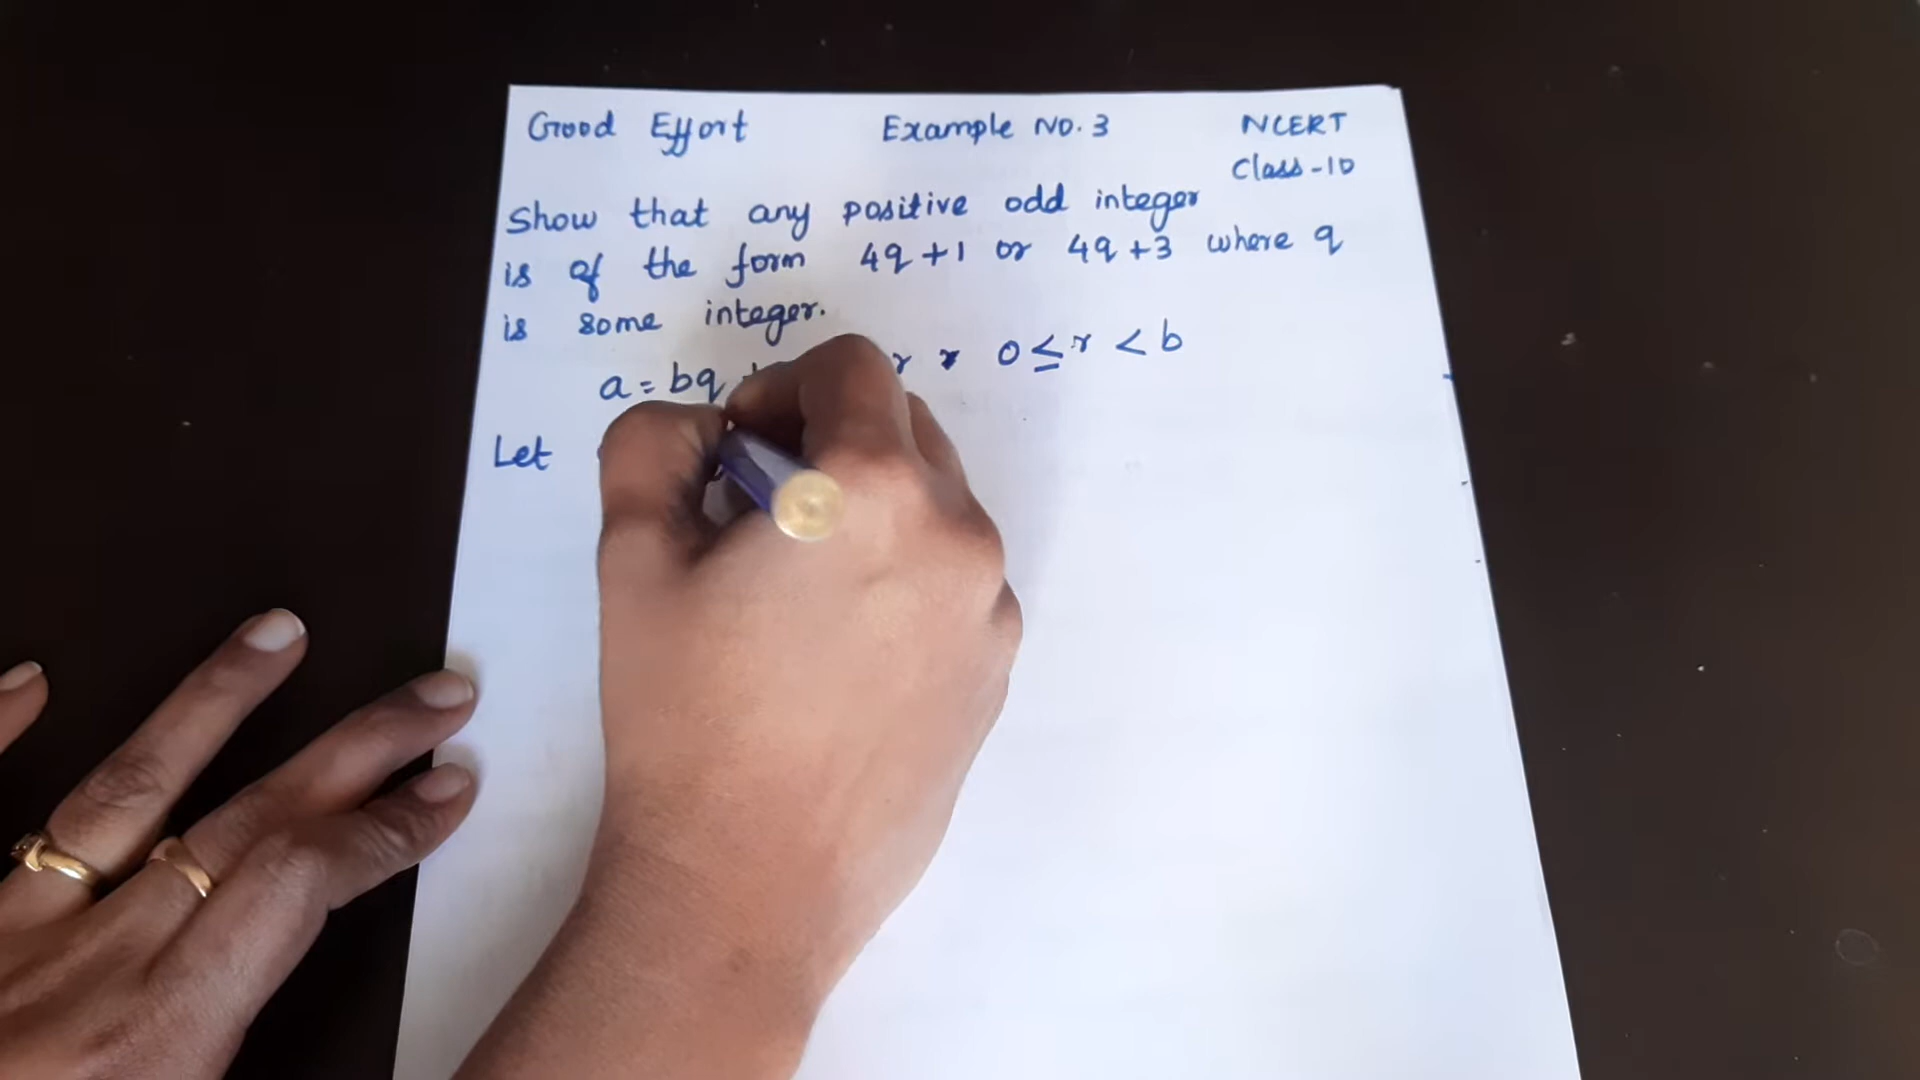 Good Effort Example No. 3 NCERT
Class-10
Show that any positive odd integer
is of the form 4q+1 or 4q+3 where q
is some integer.
a = bq + r 0 ≤ r < b
Let